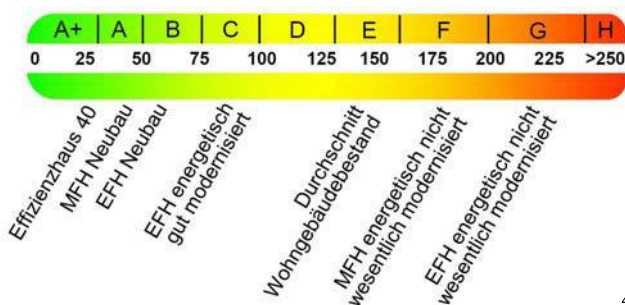 A+ A B C D E F G H
0 25 50 75 100 125 150 175 200 225 >250
Effizienzhaus 40
MFH Neubau
EFH Neubau
EFH energetisch
gut modernisiert
Durchschnitt
Wohngebäudebestand
MFH energetisch nicht
wesentlich modernisiert
EFH energetisch nicht
wesentlich modernisiert